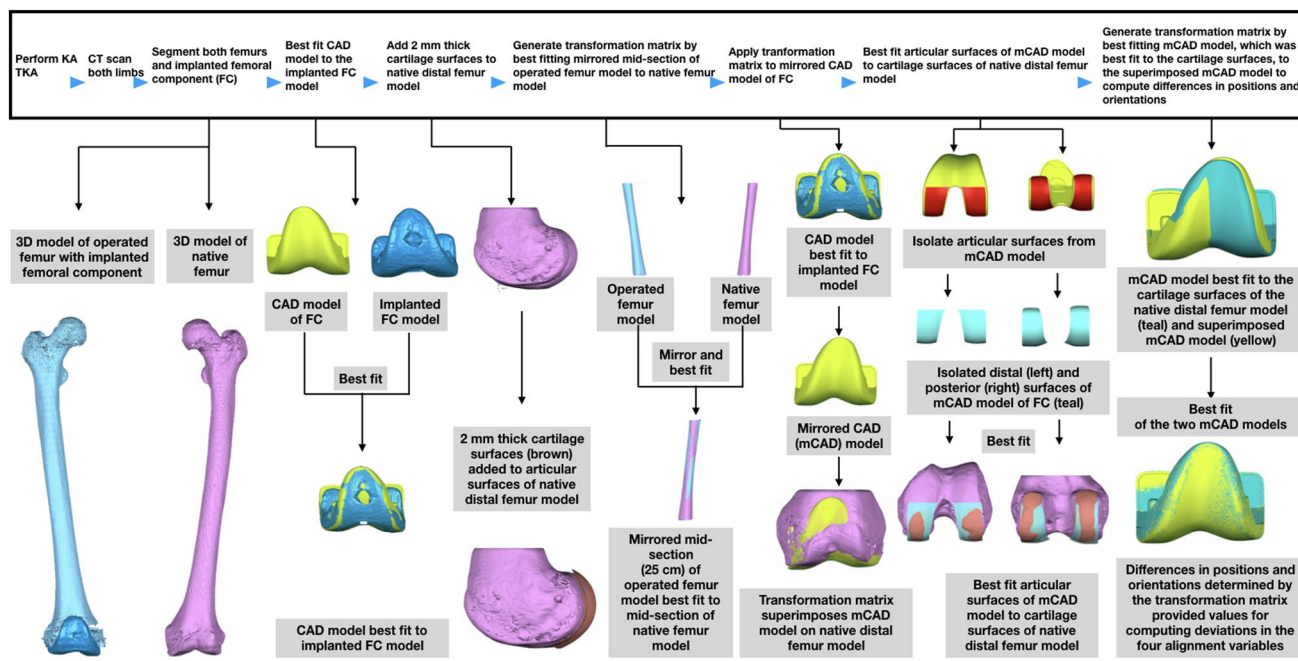 Perform KA
TKA
CT scan
both limbs
Segment both femurs
and implanted femoral
component (FC)
Best fit CAD
model to the
implanted FC
model
Add 2 mm thick
cartilage surfaces to
native distal femur
model
Generate transformation matrix by
best fitting mirrored mid-section of
operated femur model to native femur
model
Apply tranformation
matrix to mirrored CAD
model of FC
Best fit articular surfaces of mCAD model
to cartilage surfaces of native distal femur
model
Generate transformation matrix by
best fitting mCAD model, which was
best fit to the cartilage surfaces, to
the superimposed mCAD model to
compute differences in positions and
orientations
3D model of operated
femur with implanted
femoral component
3D model of
native
femur
CAD model
of FC
Implanted
FC model
Best fit
CAD model best fit to
implanted FC model
2 mm thick cartilage
surfaces (brown)
added to articular
surfaces of native
distal femur model
Operated
femur
model
Native
femur
model
Mirror and
best fit
Mirrored mid-
section
(25 cm) of
operated femur
model best fit to
mid-section of
native femur
model
CAD model
best fit to
implanted FC
model
Mirrored CAD
(mCAD) model
Transformation matrix
superimposes mCAD
model on native distal
femur model
Isolate articular surfaces from
mCAD model
Isolated distal (left) and
posterior (right) surfaces of
mCAD model of FC (teal)
Best fit
Best fit articular
surfaces of mCAD
model to cartilage
surfaces of native
distal femur model
mCAD model best fit to the
cartilage surfaces of the
native distal femur model
(teal) and superimposed
mCAD model (yellow)
Best fit
of the two mCAD models
Differences in positions and
orientations determined by
the transformation matrix
provided values for
computing deviations in the
four alignment variables